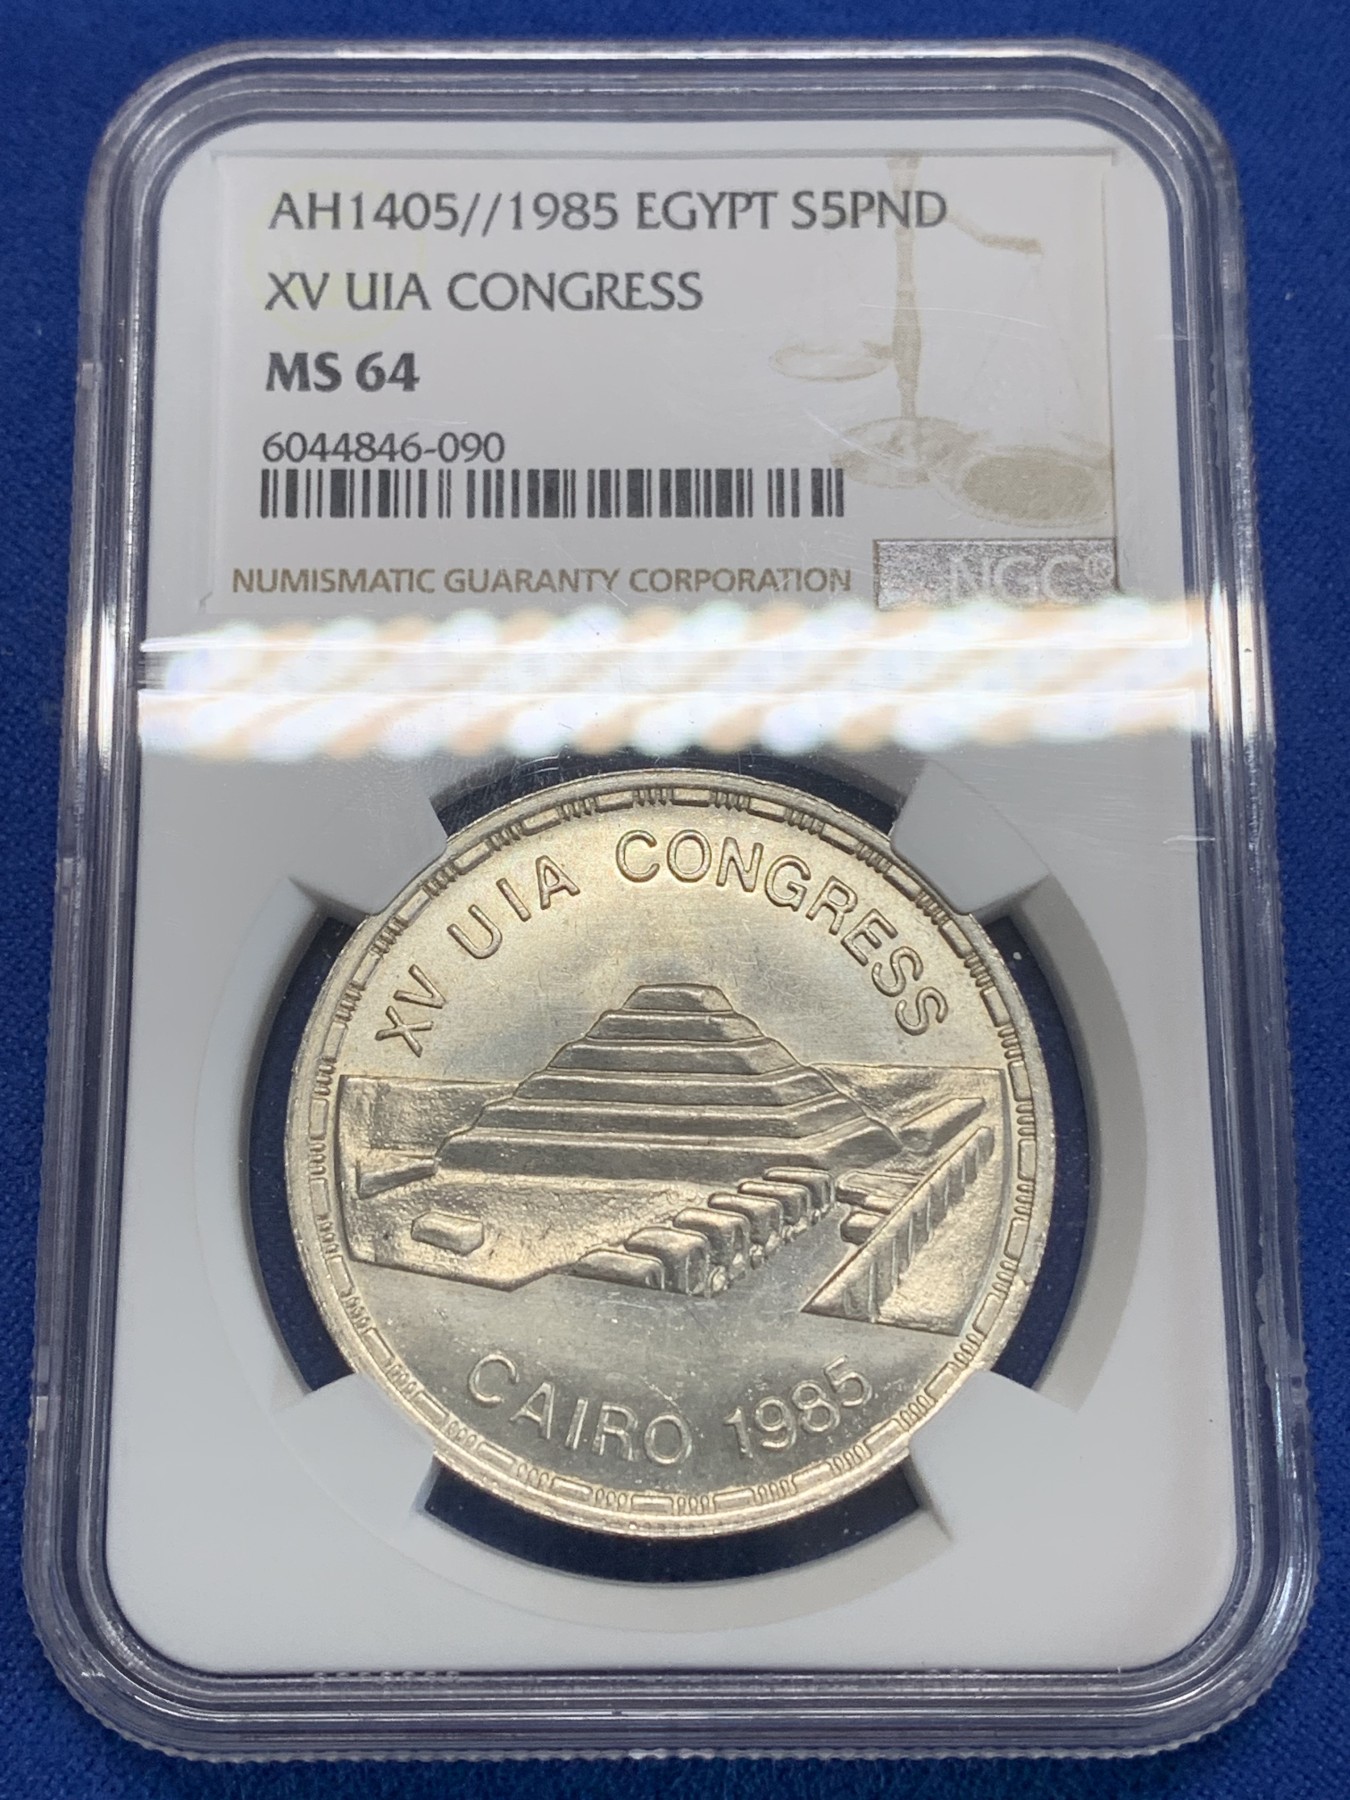 AH1405//1985 EGYPT S5PND
XV UIA CONGRESS
MS 64
6044846-090
NUMISMATIC GUARANTY CORPORATION
NGC®
XV UIA CONGRESS
CAIRO 1985